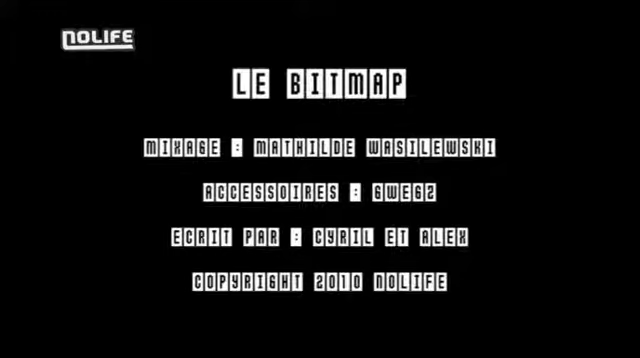 NOLIFE
LE BITMAP
MIXAGE : MATHILDE WASILEWSKI
ACCESSOIRES : GWEG2
ECRIT PAR : CYRIL ET ALEX
COPYRIGHT 2010 NOLIFE